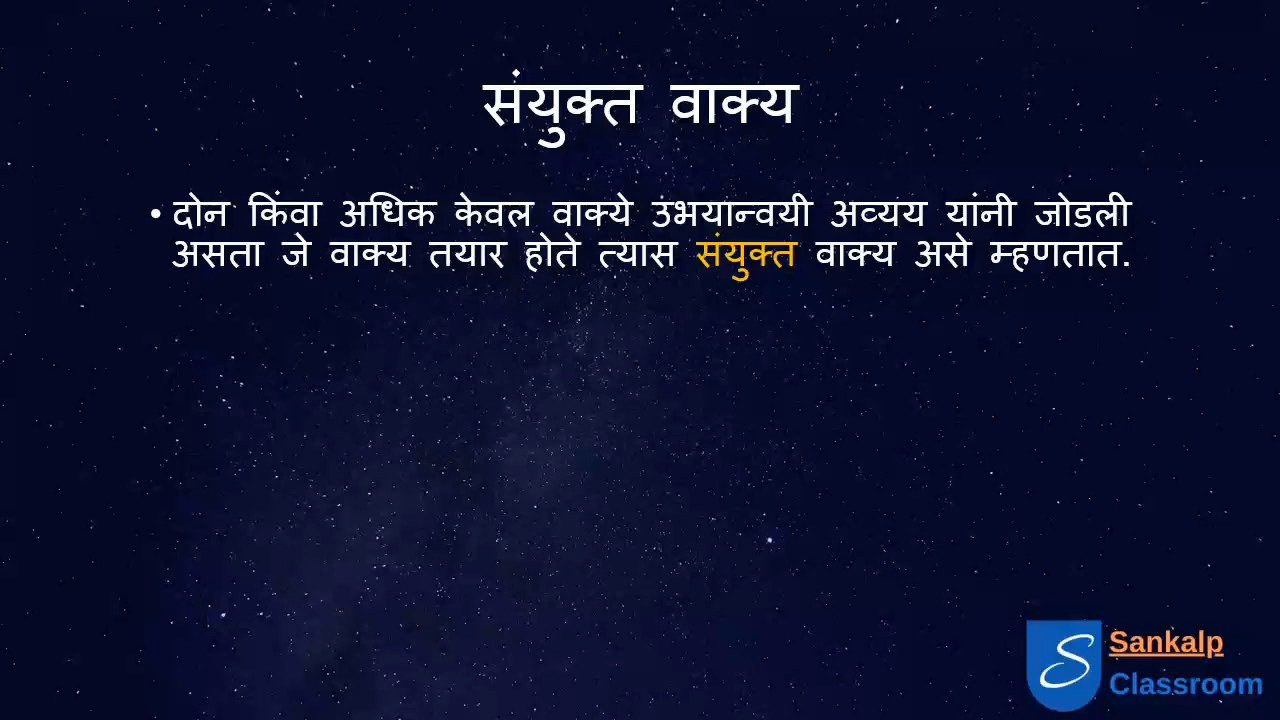 संयुक्त वाक्य
• दोन किंवा अधिक केवल वाक्ये उभयान्वयी अव्यय यांनी जोडली
असता जे वाक्य तयार होते त्यास संयुक्त वाक्य असे म्हणतात.
Sankalp
Classroom